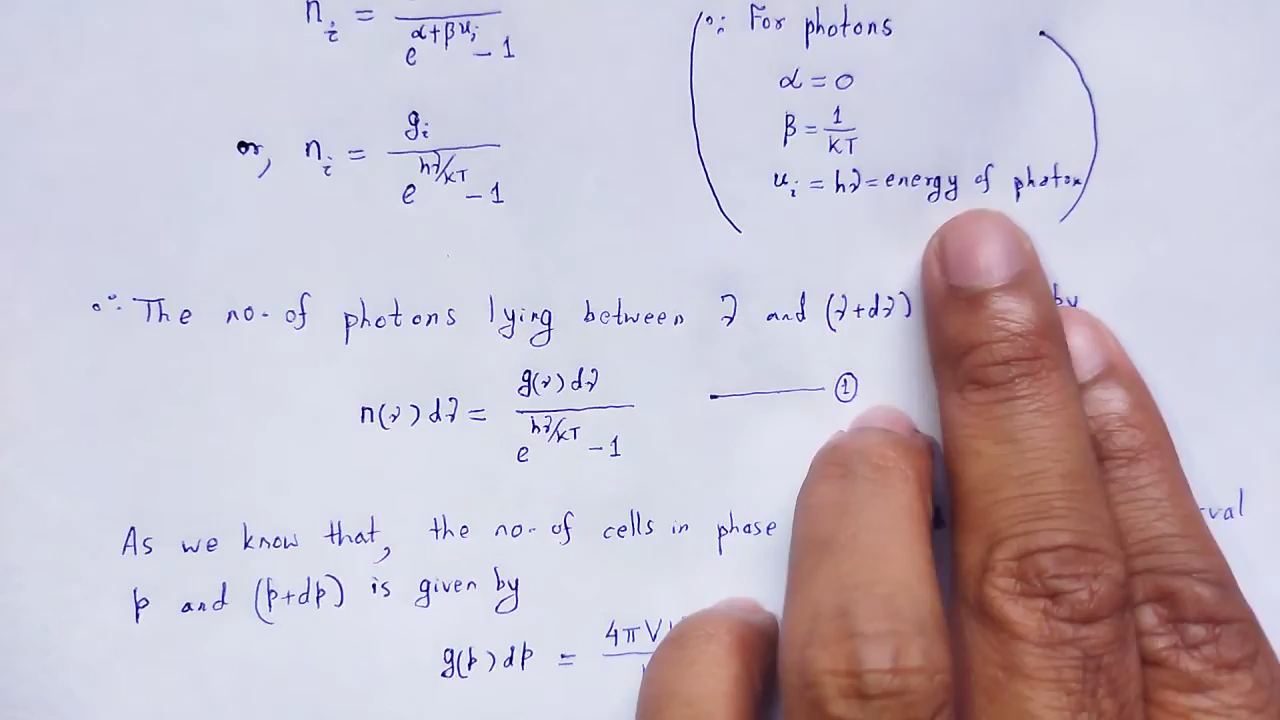 n_i = / e^(α+βu_i) - 1
∵ For photons
α = 0
β = 1/KT
u_i = hν = energy of photon
or, n_i = g_i / e^(hν/KT) - 1
∴ The no. of photons lying between ν and (ν+dν) by
n(ν)dν = g(ν)dν / e^(hν/KT) - 1 ——— ①
As we know that, the no. of cells in phase
p and (p+dp) is given by
g(p)dp = 4πV